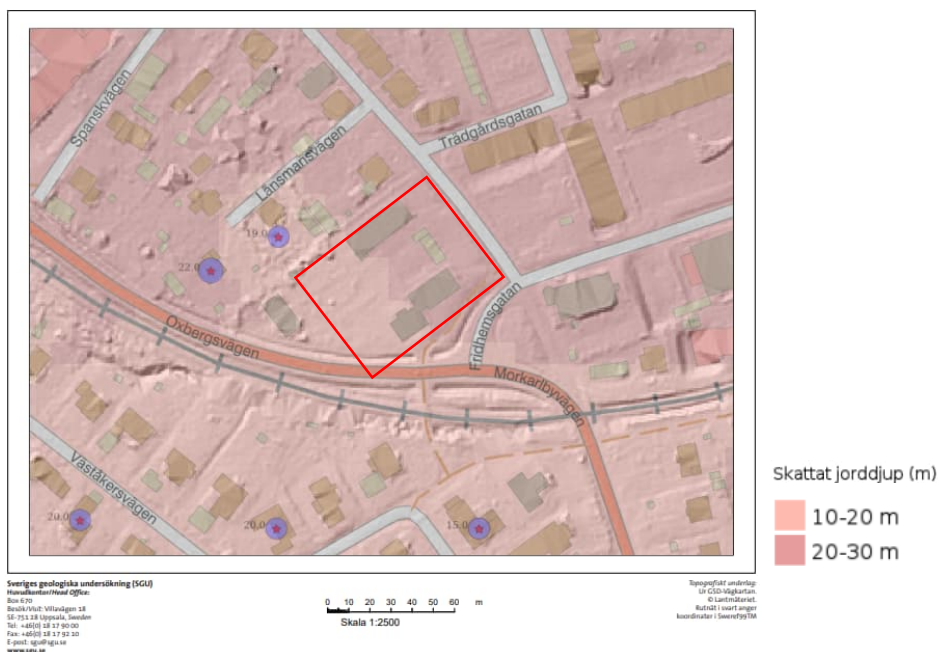 Spanskvägen
Länsmansvägen
Trädgårdsgatan
19.0
22.0
Oxbergsvägen
Fridhemsgatan
Morkarlbyvägen
Väståkersvägen
20.0
20.0
15.0
Skattat jorddjup (m)
10-20 m
20-30 m
Sveriges geologiska undersökning (SGU)
Huvudkontor/Head Office:
Box 670
Besök/Visit: Villavägen 18
SE-751 28 Uppsala, Sweden
Tel: +46(0) 18 17 90 00
Fax: +46(0) 18 17 92 10
E-post: sgu@sgu.se
www.sgu.se
0 10 20 30 40 50 60 m
Skala 1:2500
Topografiskt underlag:
Ur GSD-Vägkartan.
© Lantmäteriet.
Rutnät i svart anger
koordinater i Sweref99TM